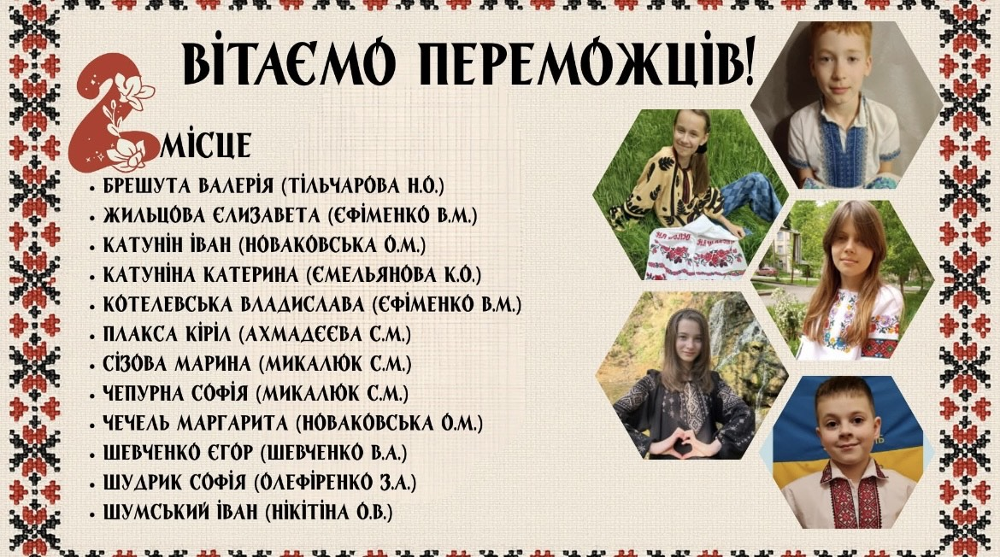 ВІТАЄМО ПЕРЕМОЖЦІВ!
2 МІСЦЕ
• БРЕШУТА ВАЛЕРІЯ (ТІЛЬЧАРОВА Н.О.)
• ЖИЛЬЦОВА ЄЛИЗАВЕТА (ЄФІМЕНКО В.М.)
• КАТУНІН ІВАН (НОВАКОВСЬКА О.М.)
• КАТУНІНА КАТЕРИНА (ЄМЕЛЬЯНОВА К.О.)
• КОТЕЛЕВСЬКА ВЛАДИСЛАВА (ЄФІМЕНКО В.М.)
• ПЛАКСА КІРІЛ (АХМАДЄЄВА С.М.)
• СІЗОВА МАРИНА (МИКАЛЮК С.М.)
• ЧЕПУРНА СОФІЯ (МИКАЛЮК С.М.)
• ЧЕЧЕЛЬ МАРГАРИТА (НОВАКОВСЬКА О.М.)
• ШЕВЧЕНКО ЄГОР (ШЕВЧЕНКО В.А.)
• ШУДРИК СОФІЯ (ОЛЕФІРЕНКО З.А.)
• ШУМСЬКИЙ ІВАН (НІКІТІНА О.В.)
НА ДОЛЮ